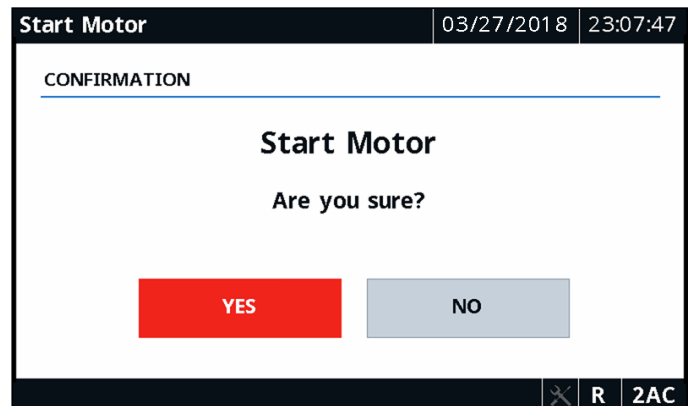 Start Motor 03/27/2018 23:07:47
CONFIRMATION
Start Motor
Are you sure?
YES NO
R 2AC